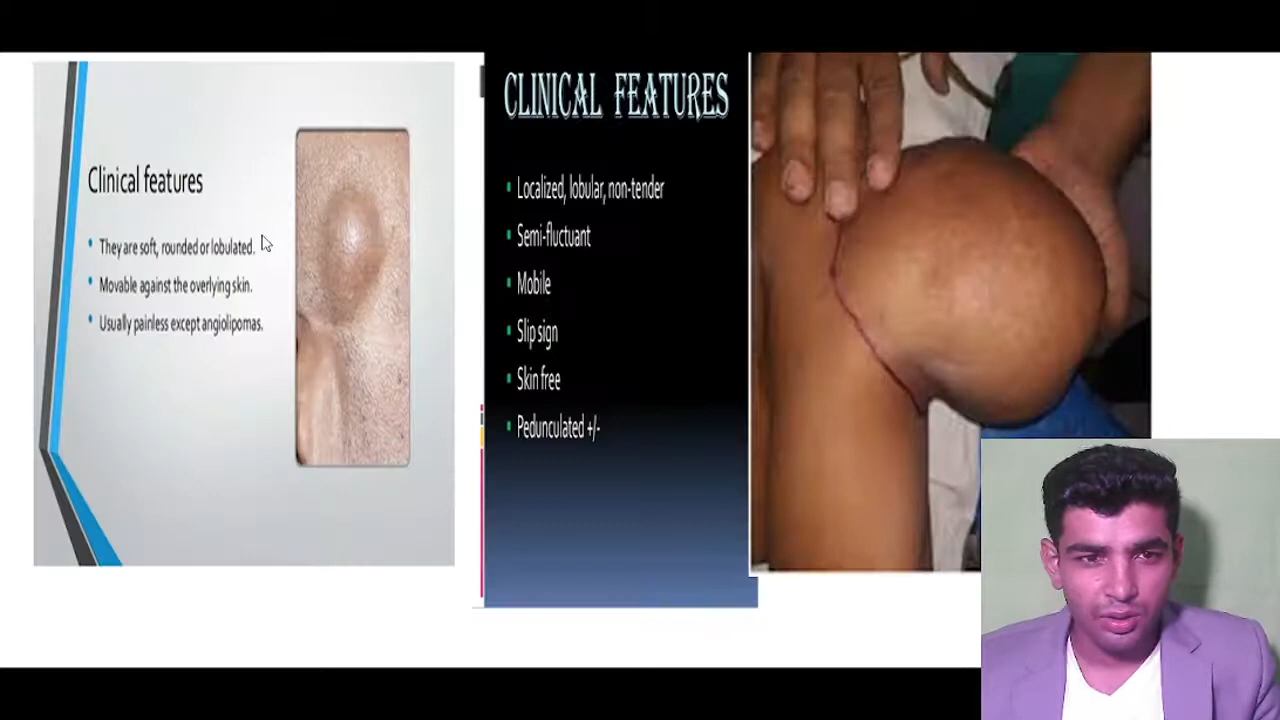 Clinical features
They are soft, rounded or lobulated.
Movable against the overlying skin.
Usually painless except angiolipomas.
CLINICAL FEATURES
Localized, lobular, non-tender
Semi-fluctuant
Mobile
Slip sign
Skin free
Pedunculated +/-